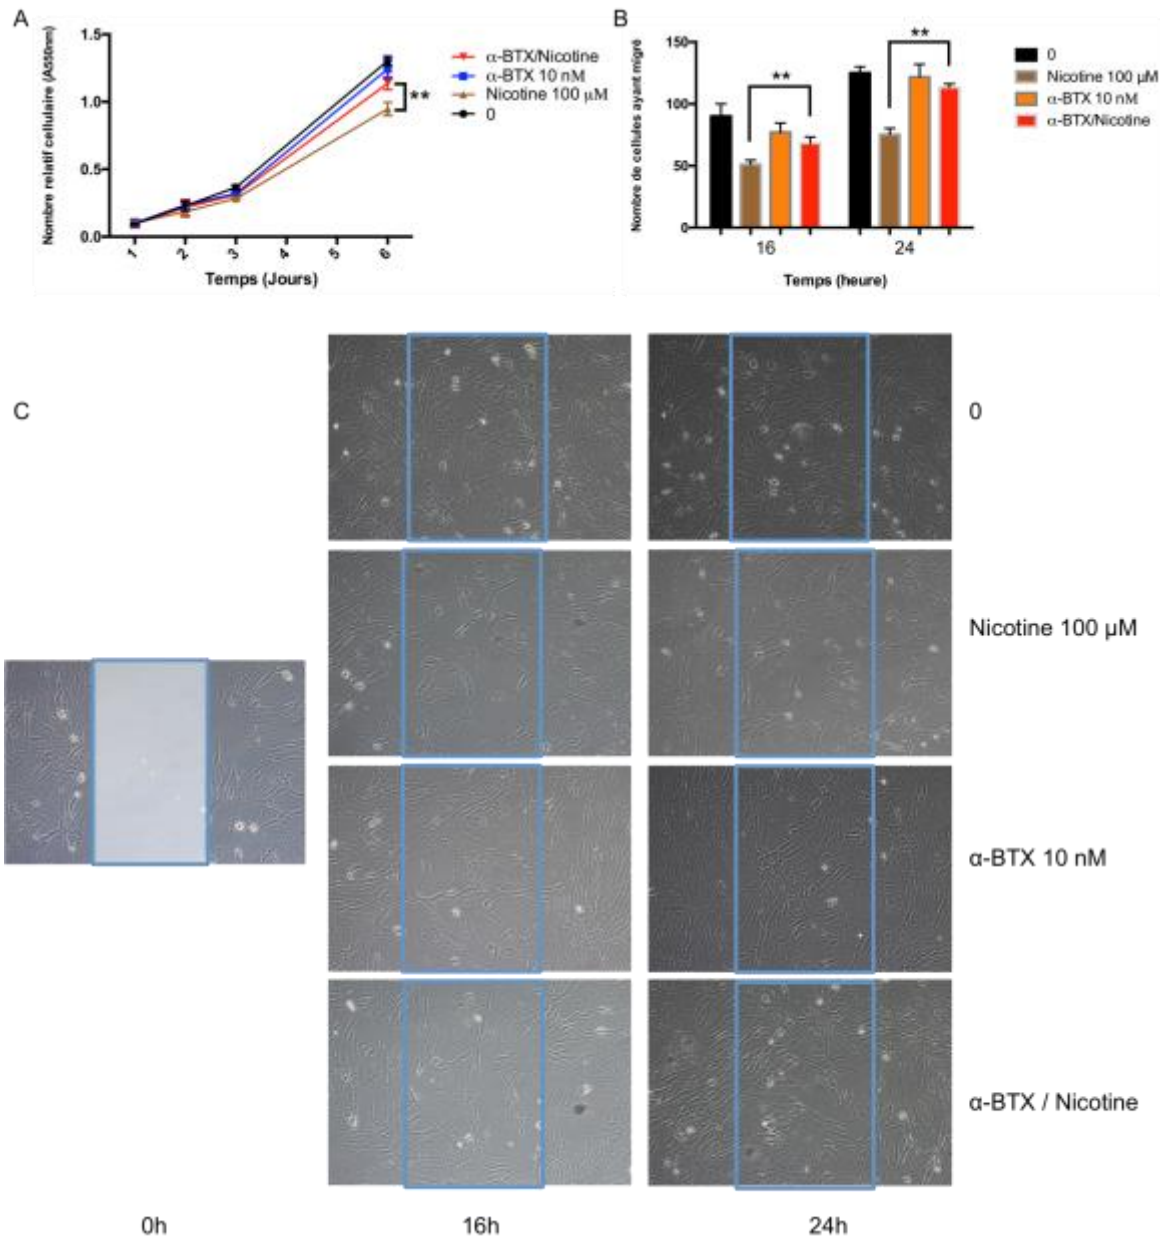 A
Nombre relatif cellulaire (A550nm)
1.5
1.0
0.5
0.0
1 2 3 4 5 6
Temps (Jours)
**
α-BTX/Nicotine
α-BTX 10 nM
Nicotine 100 µM
0
B
Nombre de cellules ayant migré
150
100
50
0
**
**
16 24
Temps (heure)
0
Nicotine 100 µM
α-BTX 10 nM
α-BTX/Nicotine
C
0
Nicotine 100 µM
α-BTX 10 nM
α-BTX / Nicotine
0h 16h 24h